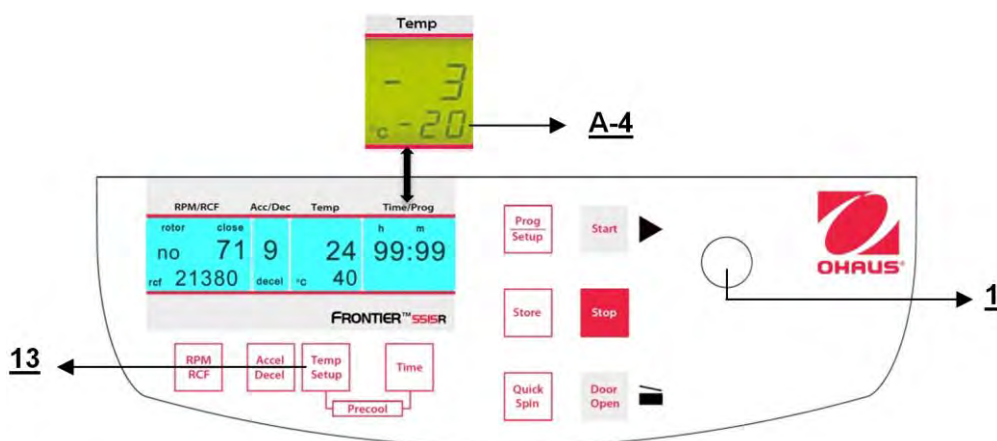 Temp
- 3
°C -20
A-4
RPM/RCF Acc/Dec Temp Time/Prog
rotor close h m
no 71 9 24 99:99
rcf 21380 decel °C 40
FRONTIER™ 5515R
RPM
RCF
Accel
Decel
Temp
Setup
Time
Precool
13
Prog
Setup
Start
Store
Stop
Quick
Spin
Door
Open
OHAUS®
1